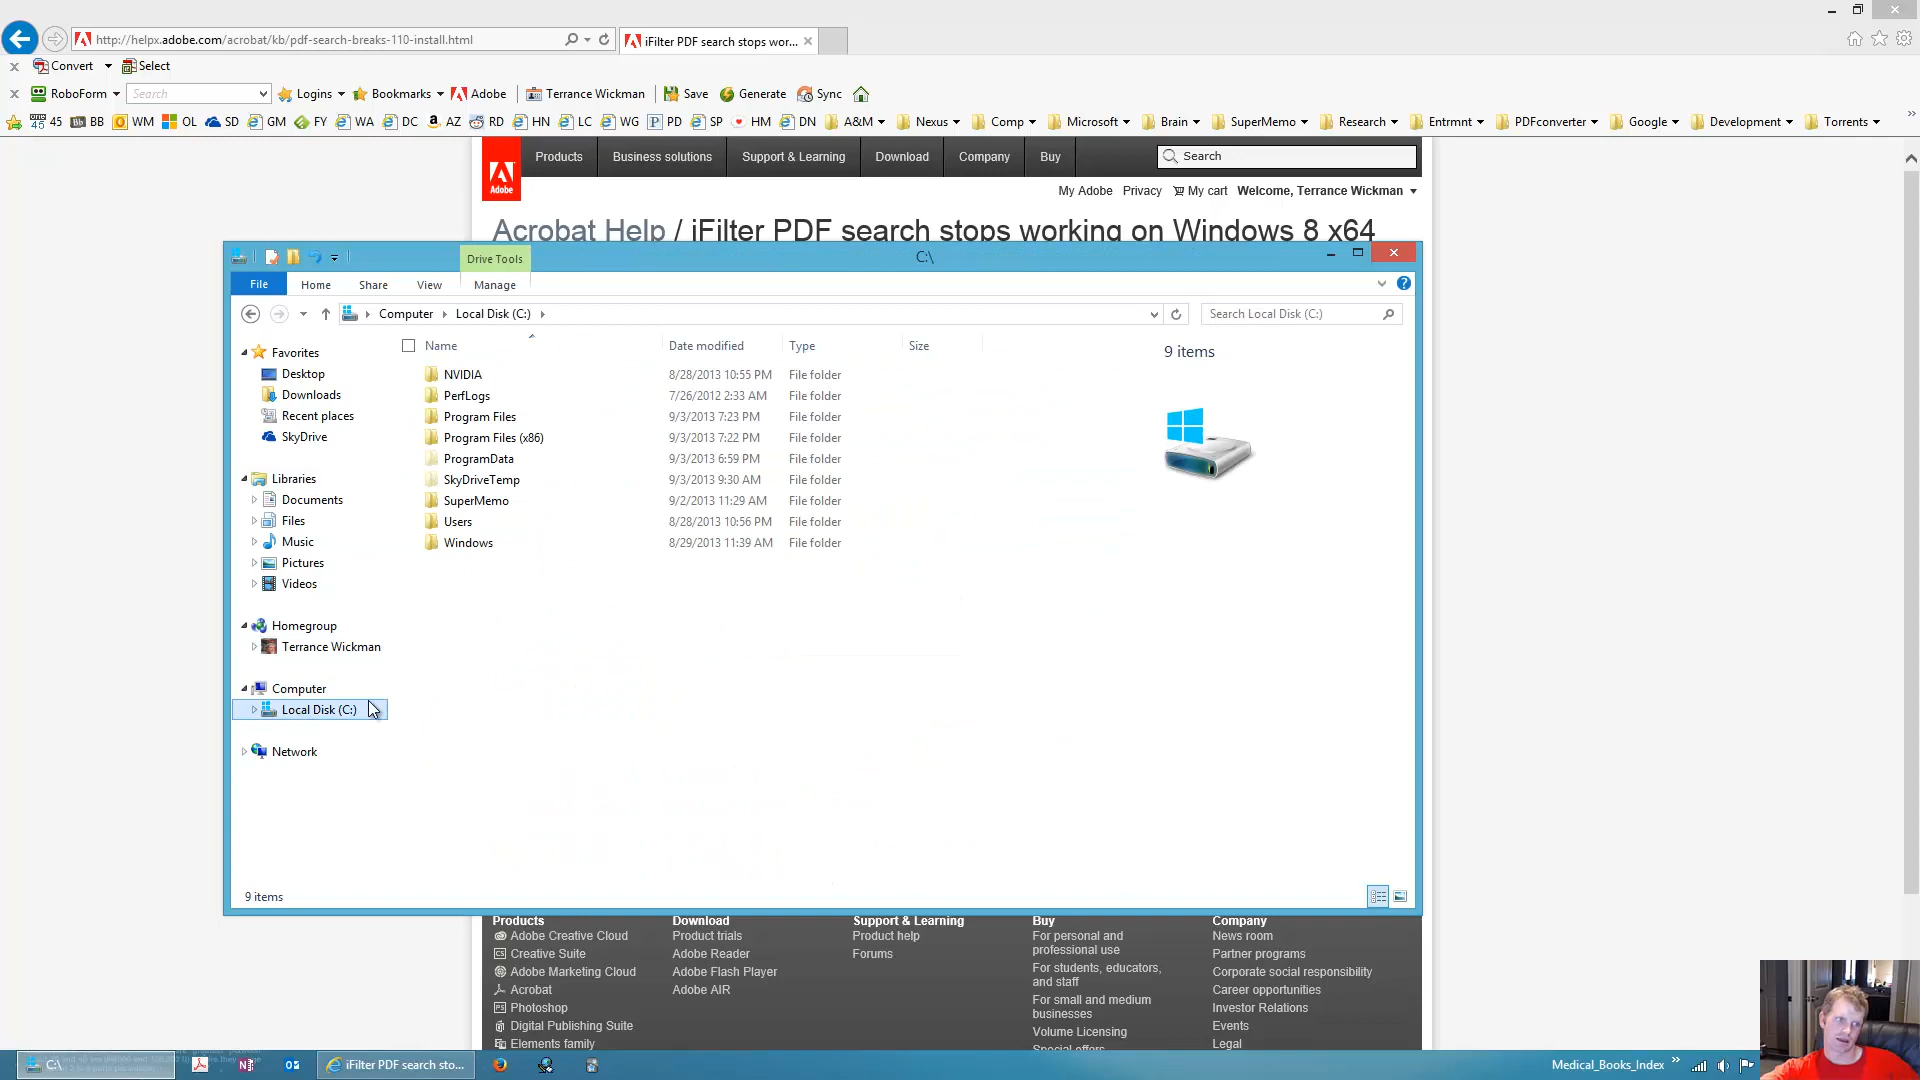 http://helpx.adobe.com/acrobat/kb/pdf-search-breaks-110-install.html
iFilter PDF search stops wor...
Convert Select
RoboForm Search Logins Bookmarks Adobe Terrance Wickman Save Generate Sync
45 BB WM OL SD GM FY WA DC AZ RD HN LC WG PD SP HM DN A&M Nexus Comp Microsoft Brain SuperMemo Research Entrmnt PDFconverter Google Development Torrents
Adobe Products Business solutions Support & Learning Download Company Buy Search
My Adobe Privacy My cart Welcome, Terrance Wickman
Acrobat Help / iFilter PDF search stops working on Windows 8 x64
Drive Tools C:\
File Home Share View Manage
Computer Local Disk (C:) Search Local Disk (C:)
Name Date modified Type Size
9 items
Favorites
Desktop
Downloads
Recent places
SkyDrive
Libraries
Documents
Files
Music
Pictures
Videos
Homegroup
Terrance Wickman
Computer
Local Disk (C:)
Network
NVIDIA 8/28/2013 10:55 PM File folder
PerfLogs 7/26/2012 2:33 AM File folder
Program Files 9/3/2013 7:23 PM File folder
Program Files (x86) 9/3/2013 7:22 PM File folder
ProgramData 9/3/2013 6:59 PM File folder
SkyDriveTemp 9/3/2013 9:30 AM File folder
SuperMemo 9/2/2013 11:29 AM File folder
Users 8/28/2013 10:56 PM File folder
Windows 8/29/2013 11:39 AM File folder
9 items
Products
Adobe Creative Cloud
Creative Suite
Adobe Marketing Cloud
Acrobat
Photoshop
Digital Publishing Suite
Elements family
Download
Product trials
Adobe Reader
Adobe Flash Player
Adobe AIR
Support & Learning
Product help
Forums
Buy
For personal and
professional use
For students, educators,
and staff
For small and medium
businesses
Volume Licensing
Special offers
Company
News room
Partner programs
Corporate social responsibility
Career opportunities
Investor Relations
Events
Legal
C:\ iFilter PDF search sto... Medical_Books_Index